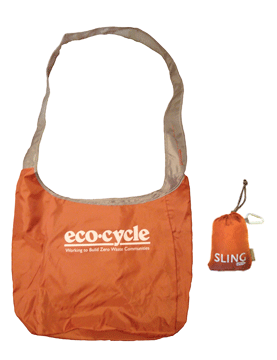 eco•cycle
Working to Build Zero Waste Communities
SLING